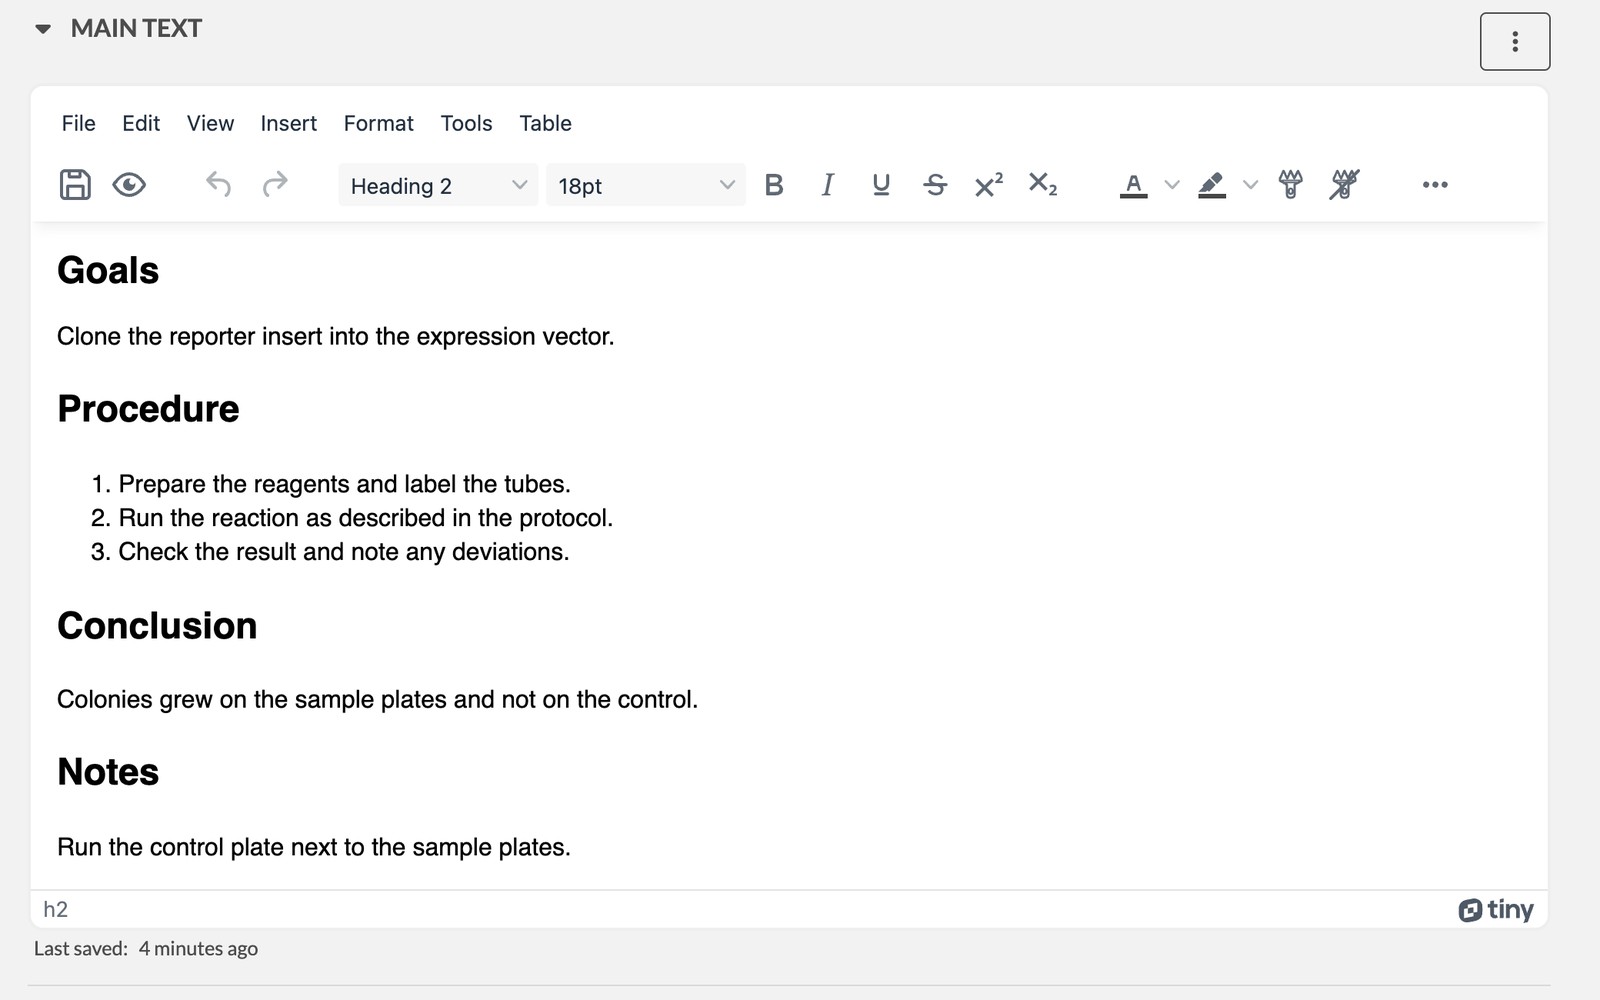 MAIN TEXT
File Edit View Insert Format Tools Table
Heading 2 18pt B I U S X² X₂ A
Goals
Clone the reporter insert into the expression vector.
Procedure
1. Prepare the reagents and label the tubes.
2. Run the reaction as described in the protocol.
3. Check the result and note any deviations.
Conclusion
Colonies grew on the sample plates and not on the control.
Notes
Run the control plate next to the sample plates.
h2 tiny
Last saved: 4 minutes ago